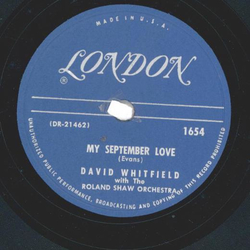 MADE IN U.S.A.
LONDON
(DR-21462)
1654
MY SEPTEMBER LOVE
(Evans)
DAVID WHITFIELD
with The
ROLAND SHAW ORCHESTRA
UNAUTHORISED PUBLIC PERFORMANCE, BROADCASTING AND COPYING OF THIS RECORD PROHIBITED